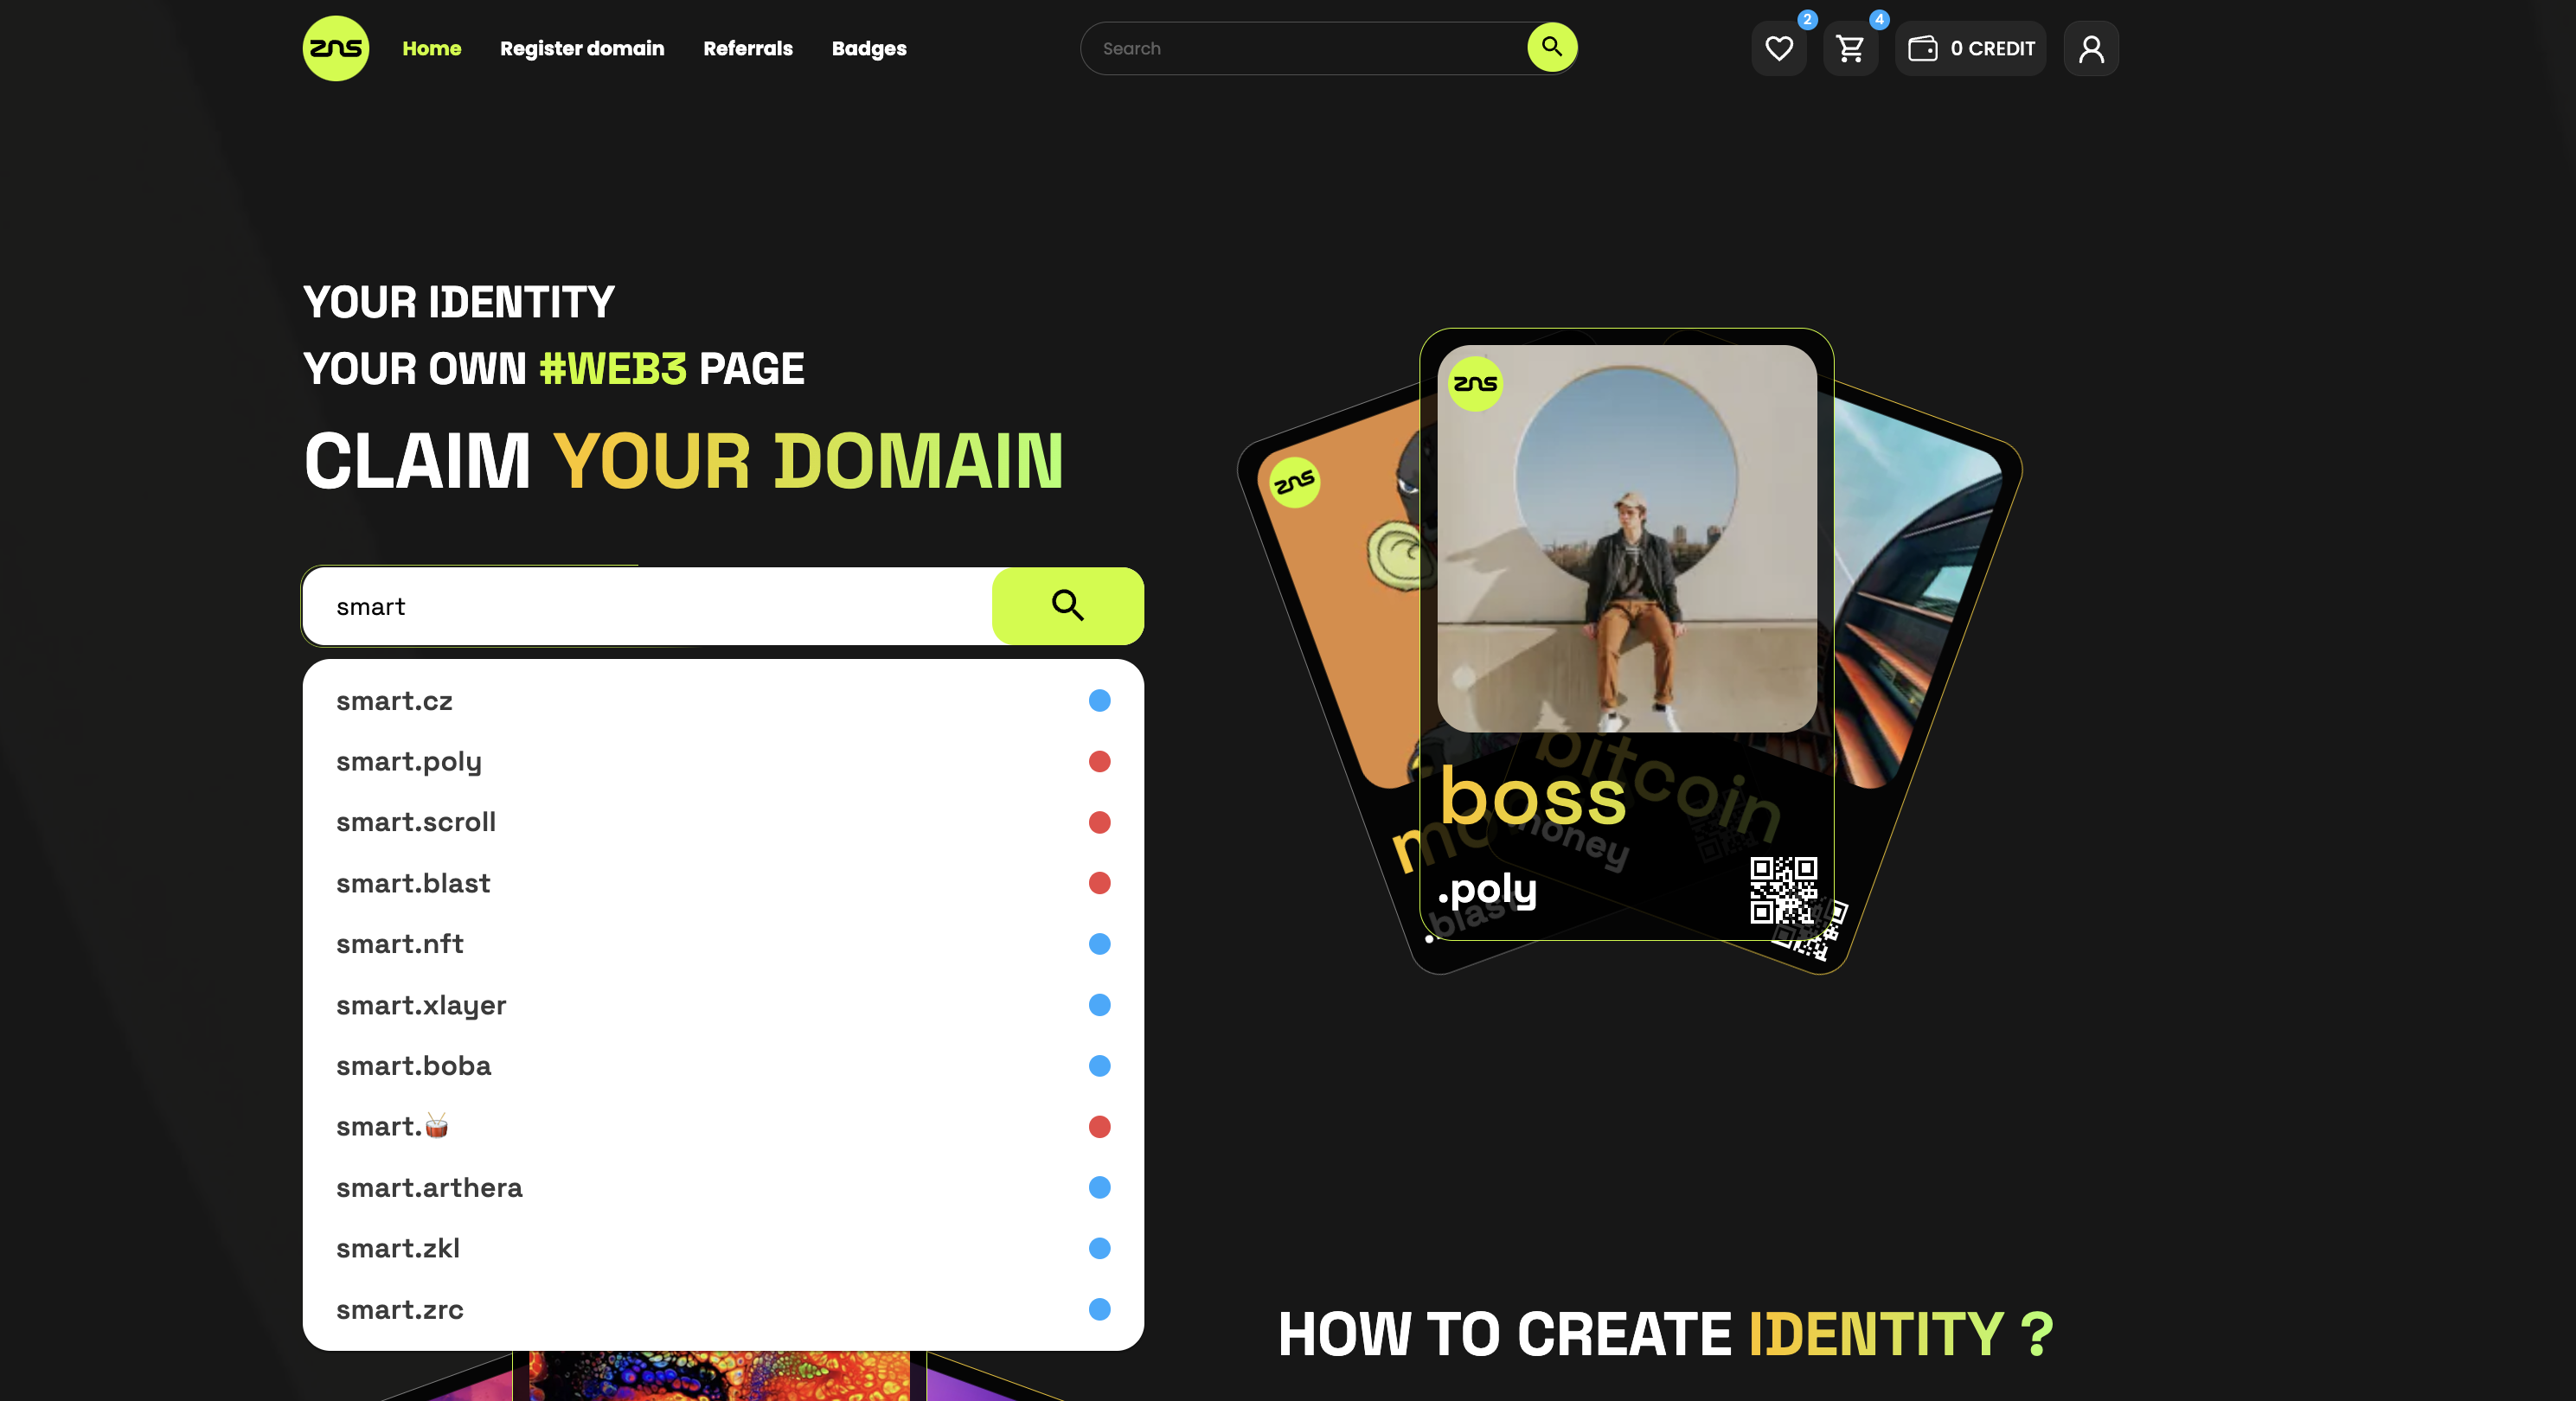 zns
Home
Register domain
Referrals
Badges
Search
2
4
0 CREDIT
YOUR IDENTITY
YOUR OWN #WEB3 PAGE
CLAIM YOUR DOMAIN
smart
smart.cz
smart.poly
smart.scroll
smart.blast
smart.nft
smart.xlayer
smart.boba
smart.🥁
smart.arthera
smart.zkl
smart.zrc
zns
zns
bitcoin
boss
money
.poly
.blast
HOW TO CREATE IDENTITY ?